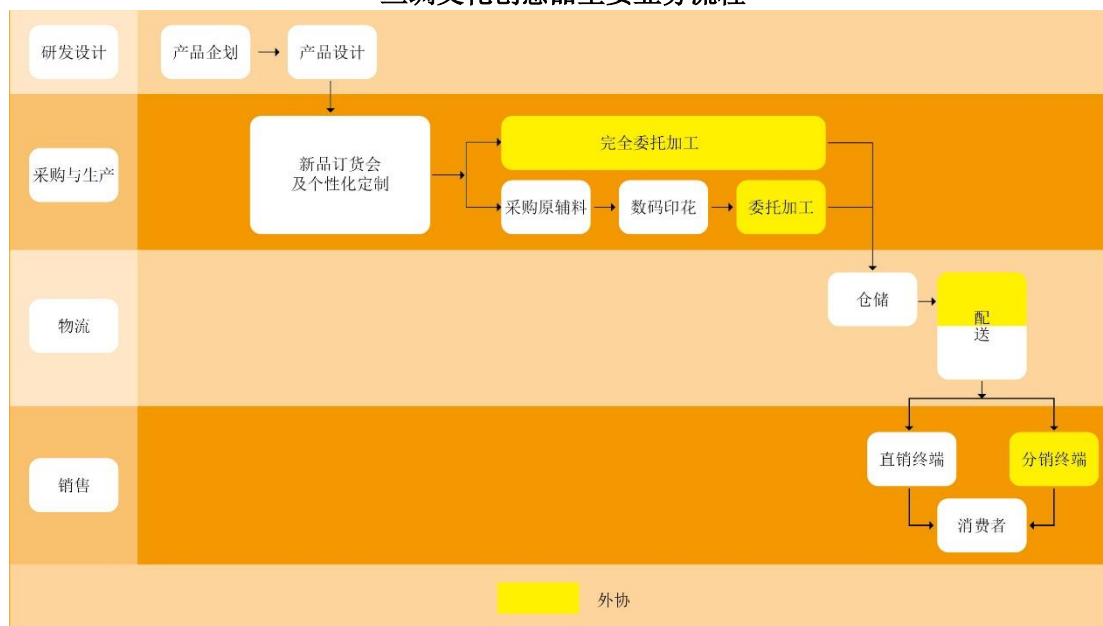 研发设计
产品企划
产品设计
采购与生产
新品订货会
及个性化定制
完全委托加工
采购原辅料
数码印花
委托加工
物流
仓储
配
送
销售
直销终端
分销终端
消费者
外协